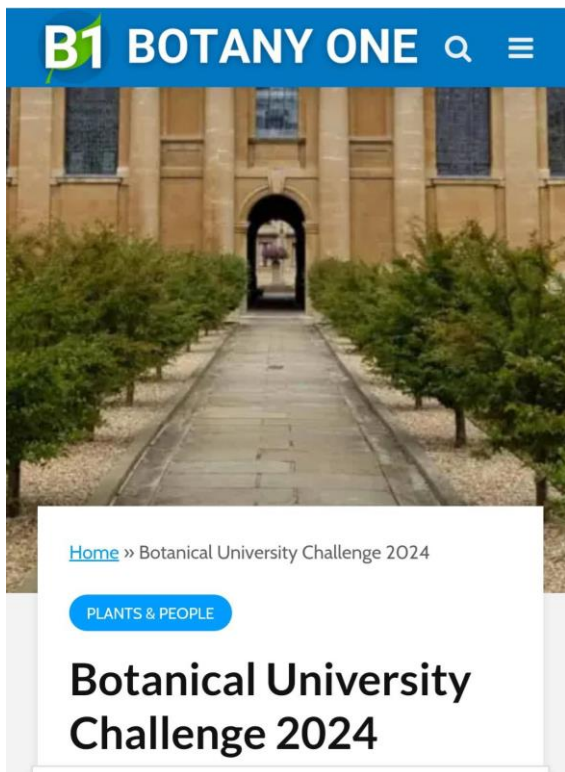 B1 BOTANY ONE
Home » Botanical University Challenge 2024
PLANTS & PEOPLE
Botanical University
Challenge 2024